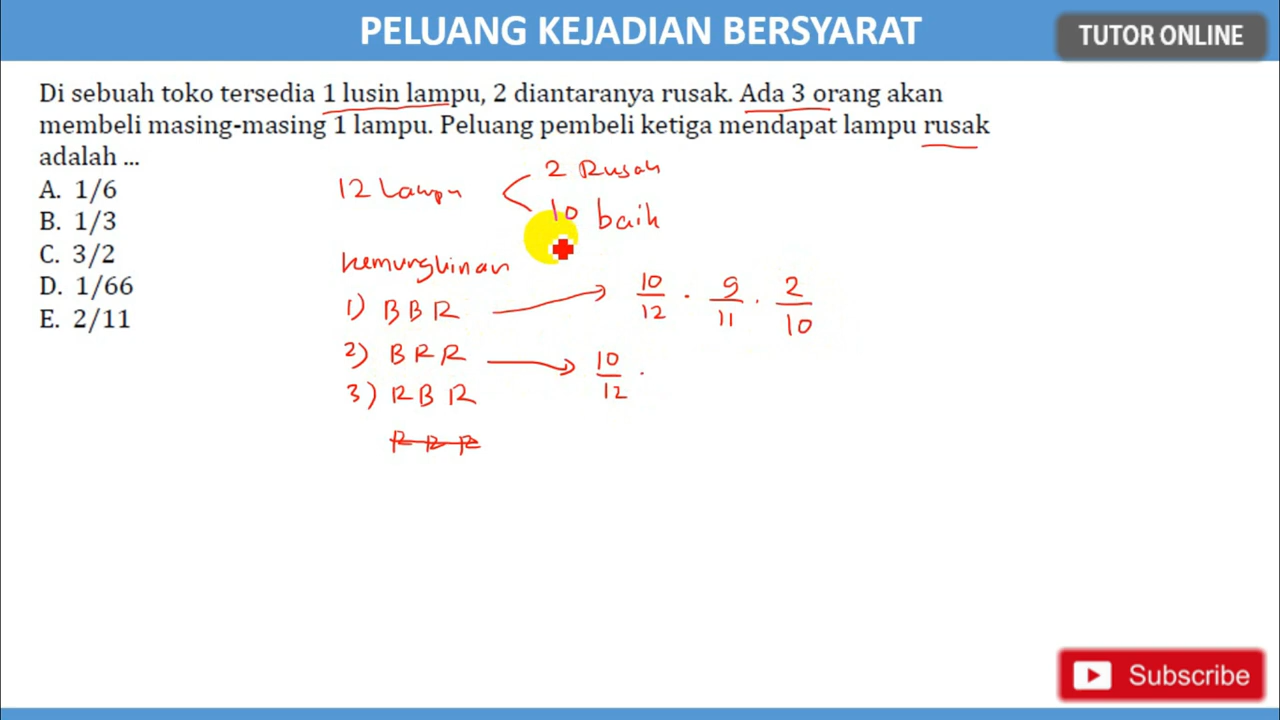 PELUANG KEJADIAN BERSYARAT
TUTOR ONLINE
Di sebuah toko tersedia 1 lusin lampu, 2 diantaranya rusak. Ada 3 orang akan
membeli masing-masing 1 lampu. Peluang pembeli ketiga mendapat lampu rusak
adalah ...
A. 1/6
B. 1/3
C. 3/2
D. 1/66
E. 2/11
12 Lampu
2 Rusak
10 baik
kemungkinan
1) B B R
10/12 · 9/11 · 2/10
2) B R R
10/12 ·
3) R B R
R R R
Subscribe